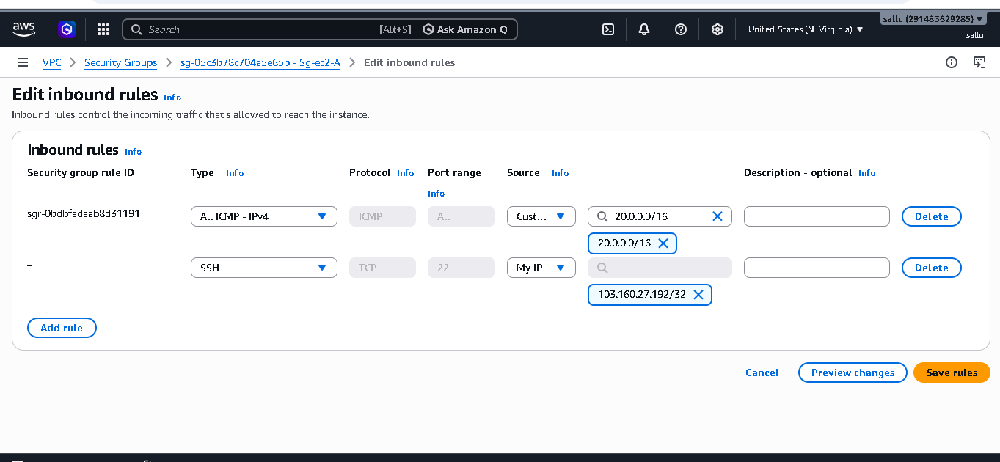 aws
Search [Alt+S] Ask Amazon Q United States (N. Virginia) sallu (291483629285)
sallu
VPC Security Groups sg-05c3b78c704a5e65b - Sg-ec2-A Edit inbound rules
Edit inbound rules Info
Inbound rules control the incoming traffic that's allowed to reach the instance.
Inbound rules Info
Security group rule ID Type Info Protocol Info Port range Source Info Description - optional Info
Info
sgr-0bdbfadaab8d31191 All ICMP - IPv4 ICMP All Cust... 20.0.0.0/16 Delete
20.0.0.0/16
– SSH TCP 22 My IP Delete
103.160.27.192/32
Add rule
Cancel Preview changes Save rules